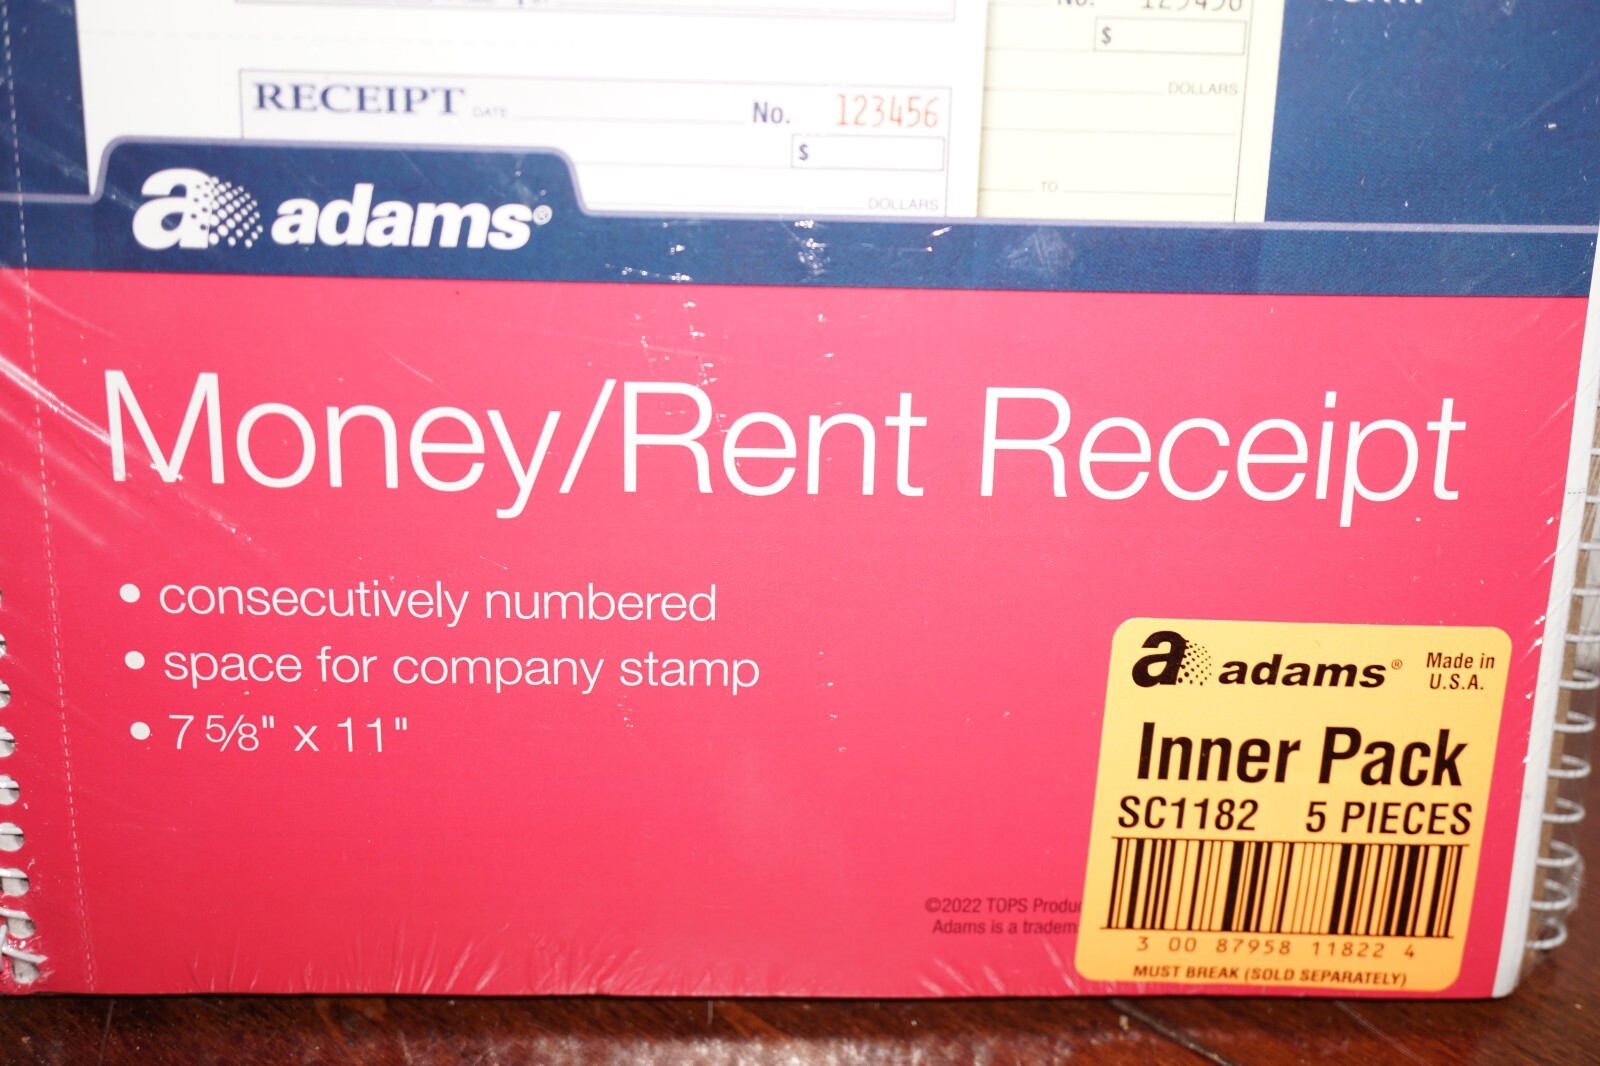 No. 123456
$
DOLLARS
RECEIPT DATE No. 123456
$
DOLLARS
TO
a adams®
Money/Rent Receipt
• consecutively numbered
• space for company stamp
• 7 5/8" x 11"
a adams® Made in
U.S.A.
Inner Pack
SC1182 5 PIECES
3 00 87958 11822 4
MUST BREAK (SOLD SEPARATELY)
©2022 TOPS
Adams is a